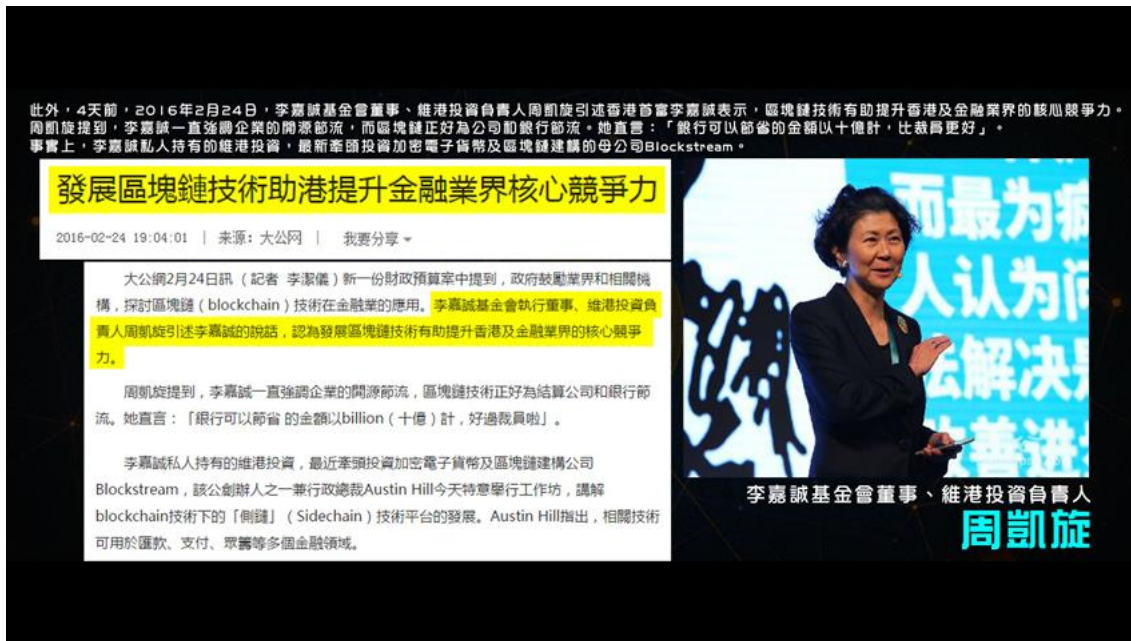 此外，4天前，2016年2月24日，李嘉誠基金會董事、維港投資負責人周凱旋引述香港首富李嘉誠表示，區塊鏈技術有助提升香港及金融業界的核心競爭力。
周凱旋提到，李嘉誠一直強調企業的開源節流，而區塊鏈正好為公司和銀行節流。她直言：「銀行可以節省的金額以十億計，比裁員更好」。
事實上，李嘉誠私人持有的維港投資，最新牽頭投資加密電子貨幣及區塊鏈建構的母公司Blockstream。
發展區塊鏈技術助港提升金融業界核心競爭力
2016-02-24 19:04:01 | 来源: 大公网 | 我要分享
大公網2月24日訊（記者 李潔儀）新一份財政預算案中提到，政府鼓勵業界和相關機
構，探討區塊鏈（blockchain）技術在金融業的應用。李嘉誠基金會執行董事、維港投資負
責人周凱旋引述李嘉誠的說話，認為發展區塊鏈技術有助提升香港及金融業界的核心競爭
力。
周凱旋提到，李嘉誠一直強調企業的開源節流，區塊鏈技術正好為結算公司和銀行節
流。她直言：「銀行可以節省 的金額以billion（十億）計，好過裁員啦」。
李嘉誠私人持有的維港投資，最近牽頭投資加密電子貨幣及區塊鏈建構公司
Blockstream，該公創辦人之一兼行政總裁Austin Hill今天特意舉行工作坊，講解
blockchain技術下的「側鏈」（Sidechain）技術平台的發展。Austin Hill指出，相關技術
可用於匯款、支付、眾籌等多個金融領域。
而最为
人认为问
法解决
改善进
李嘉誠基金會董事、維港投資負責人
周凱旋